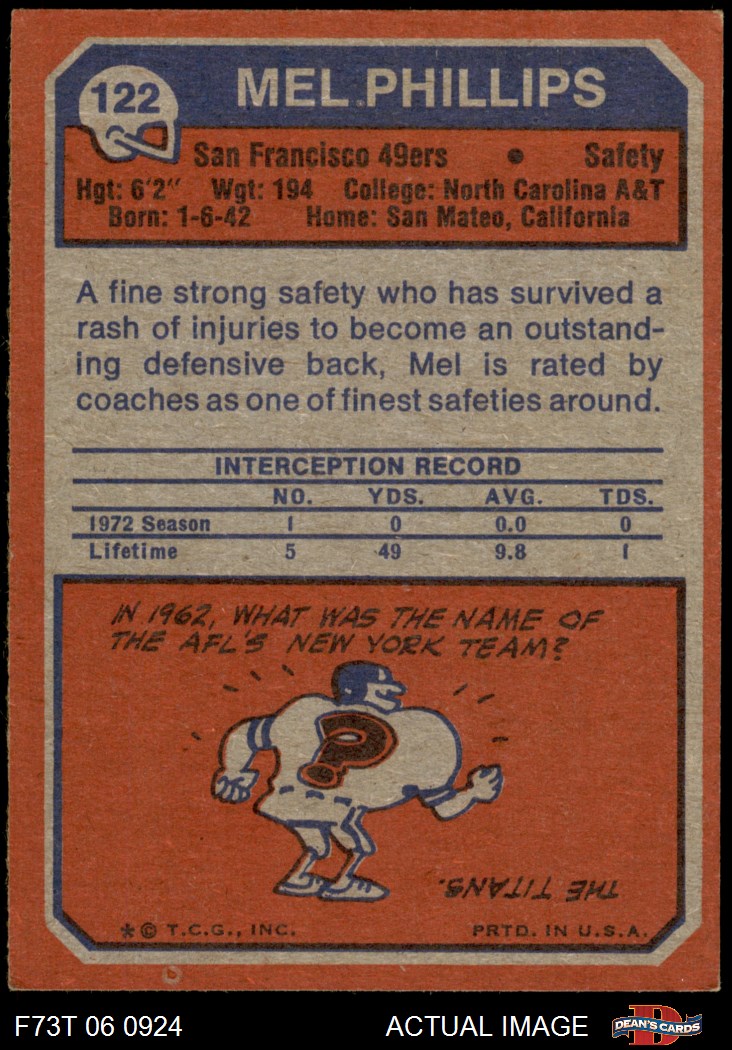 122
MEL PHILLIPS
San Francisco 49ers • Safety
Hgt: 6'2" Wgt: 194 College: North Carolina A&T
Born: 1-6-42 Home: San Mateo, California
A fine strong safety who has survived a
rash of injuries to become an outstand-
ing defensive back, Mel is rated by
coaches as one of finest safeties around.
INTERCEPTION RECORD
NO. YDS. AVG. TDS.
1972 Season 1 0 0.0 0
Lifetime 5 49 9.8 1
IN 1962, WHAT WAS THE NAME OF
THE AFL'S NEW YORK TEAM?
?
THE TITANS.
*© T.C.G., INC. PRTD. IN U.S.A.
F73T 06 0924 ACTUAL IMAGE D DEAN'S CARDS